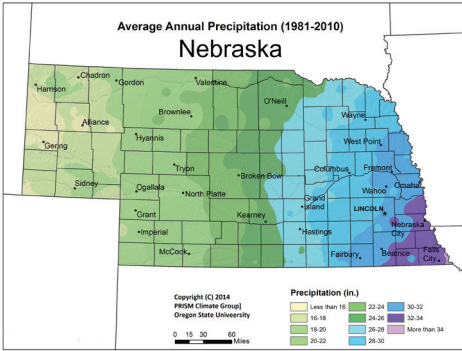 Average Annual Precipitation (1981-2010)
Nebraska
Chadron
Harrison
Gordon
Valentine
O'Neill
Brownlee
Wayne
Alliance
Hyannis
West Point
Gering
Tryon
Broken Bow
Columbus
Fremont
Sidney
Ogallala
North Platte
Wahoo
Omaha
Grand
Island
LINCOLN
Grant
Kearney
Nebraska
City
Imperial
Hastings
McCook
Fairbury
Beatrice
Falls
City
Copyright (C) 2014
PRISM Climate Group]
Oregon State Univeersity
0 15 30 60
Miles
Precipitation (in.)
Less than 16
16-18
18-20
20-22
22-24
24-26
26-28
28-30
30-32
32-34
More than 34